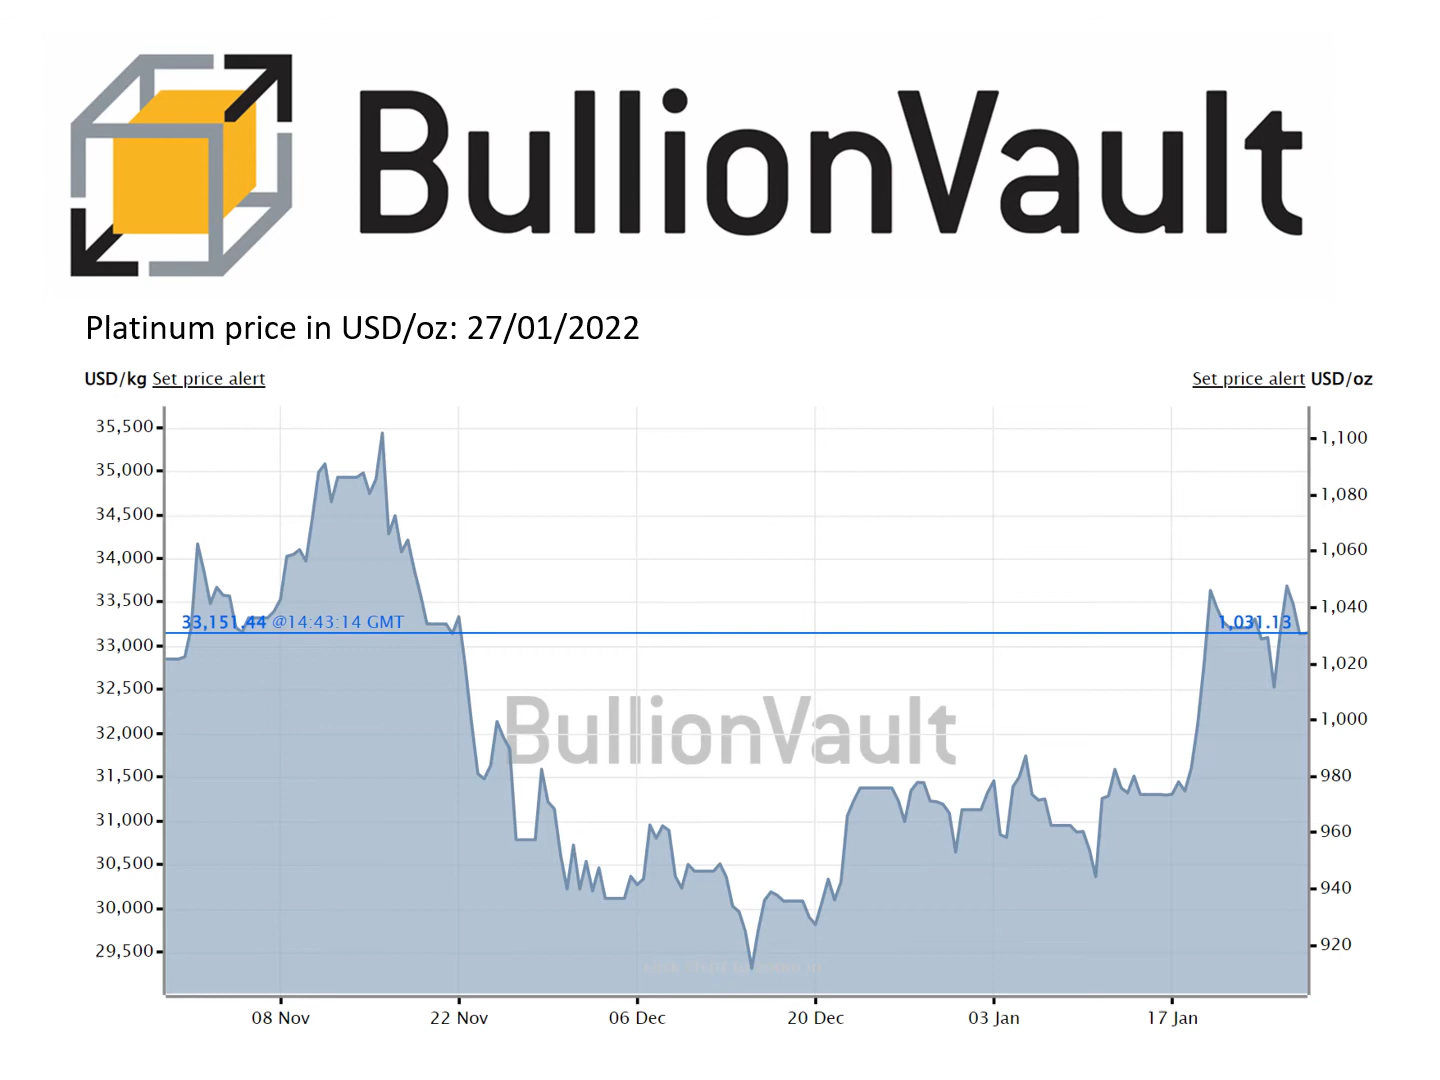 BullionVault
Platinum price in USD/oz: 27/01/2022
USD/kg Set price alert
Set price alert USD/oz
35,500
35,000
34,500
34,000
33,500
33,000
32,500
32,000
31,500
31,000
30,500
30,000
29,500
1,100
1,080
1,060
1,040
1,020
1,000
980
960
940
920
33,151.44 @14:43:14 GMT
1,031.13
BullionVault
08 Nov
22 Nov
06 Dec
20 Dec
03 Jan
17 Jan